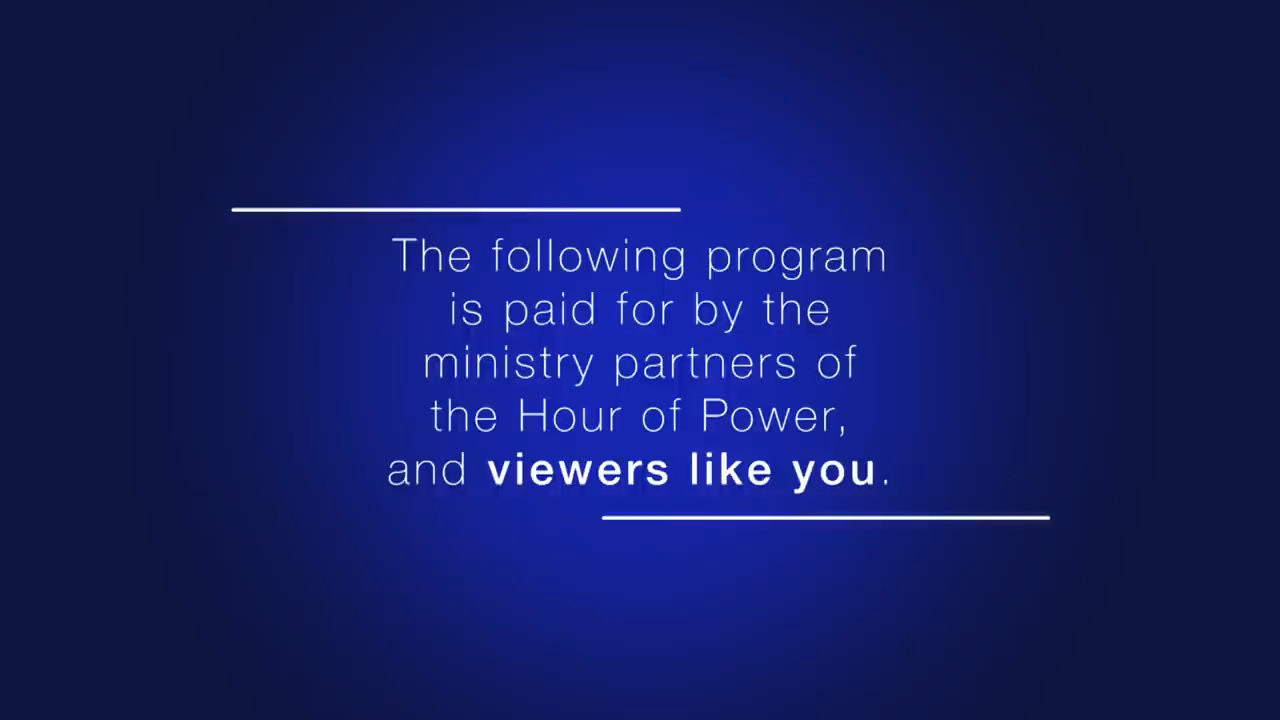 The following program
is paid for by the
ministry partners of
the Hour of Power,
and viewers like you.